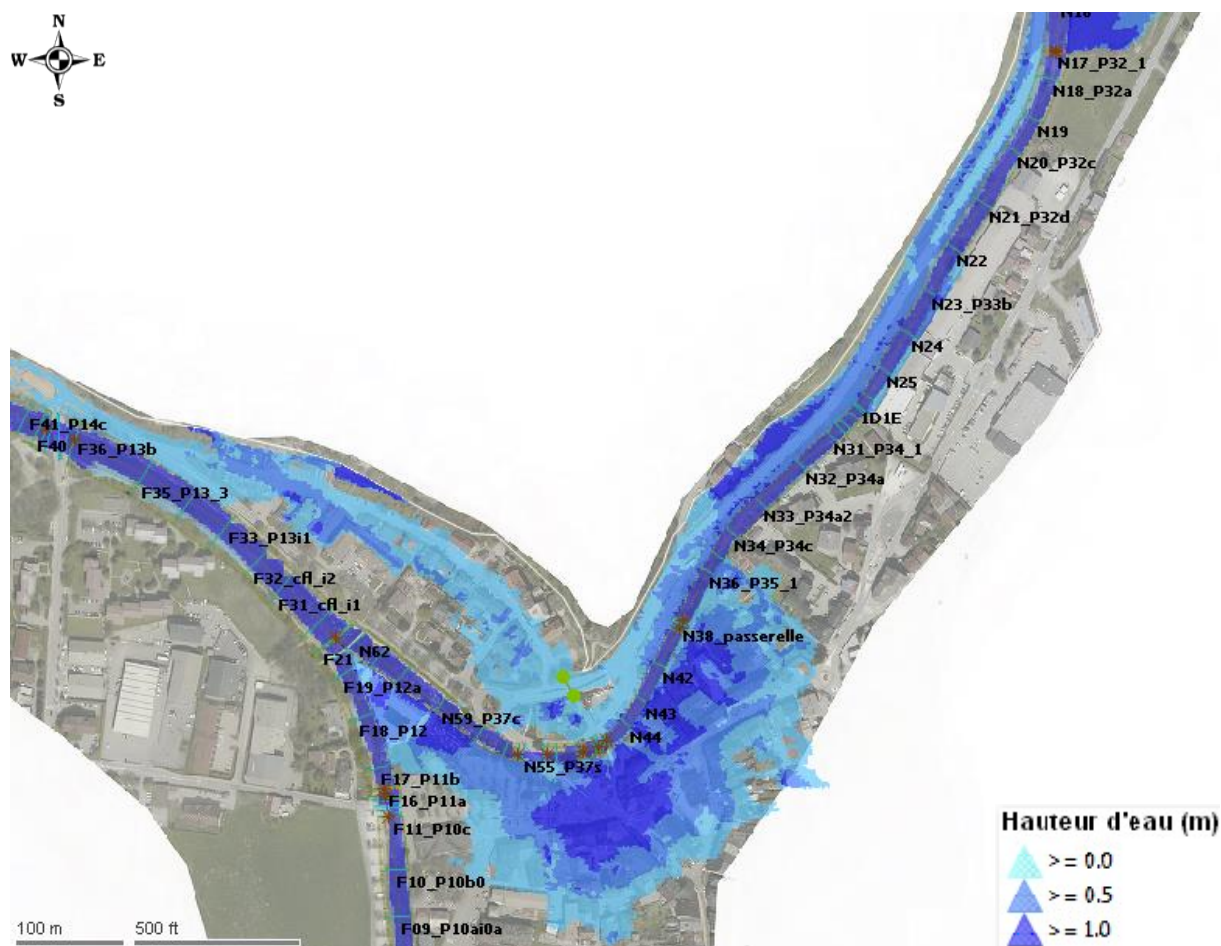 N
W E
S
N16
N17_P32_1
N18_P32a
N19
N20_P32c
N21_P32d
N22
N23_P33b
N24
N25
1D1E
N31_P34_1
N32_P34a
N33_P34a2
N34_P34c
N36_P35_1
N38_passerelle
N42
N43
N44
N55_P37s
N59_P37c
N62
F41_P14c
F40
F36_P13b
F35_P13_3
F33_P13i1
F32_cfl_i2
F31_cfl_i1
F21
F19_P12a
F18_P12
F17_P11b
F16_P11a
F11_P10c
F10_P10b0
F09_P10ai0a
Hauteur d'eau (m)
>= 0.0
>= 0.5
>= 1.0
100 m 500 ft